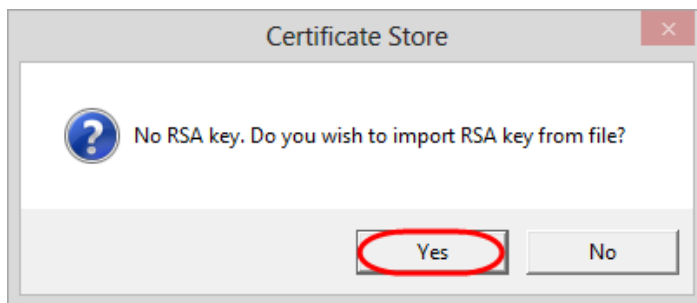 Certificate Store
No RSA key. Do you wish to import RSA key from file?
Yes
No